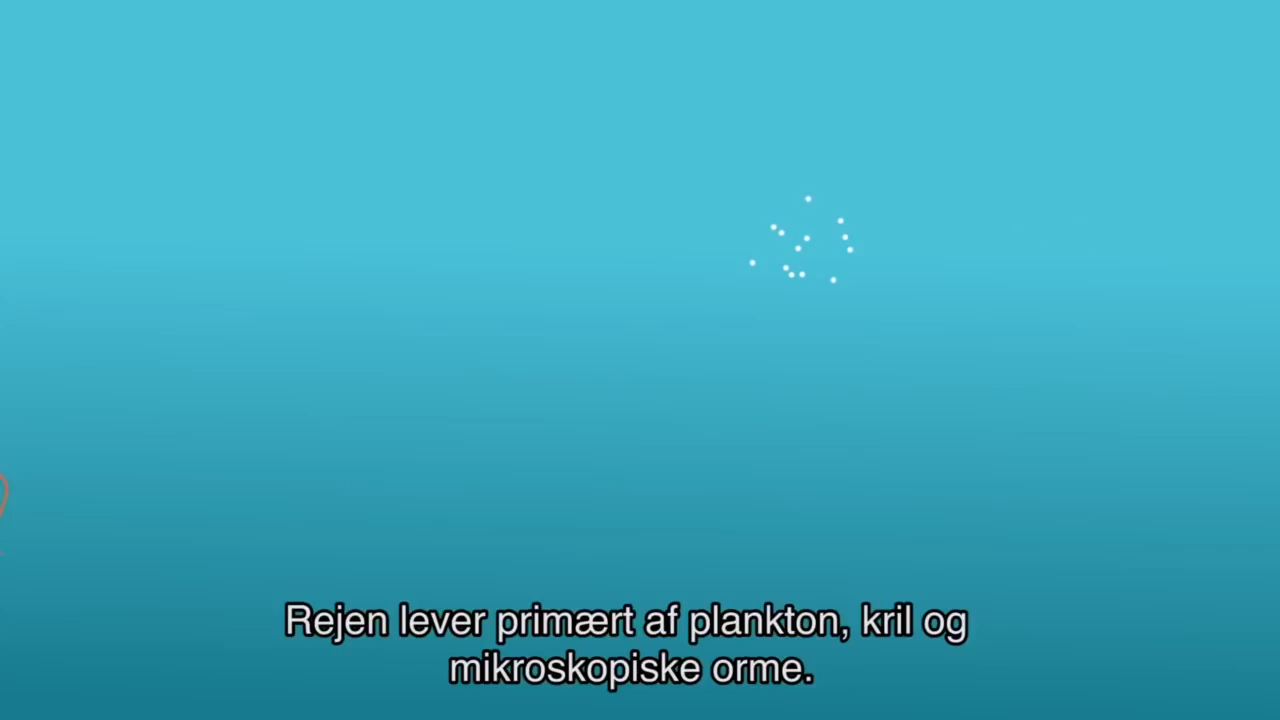 Rejen lever primært af plankton, kril og
mikroskopiske orme.